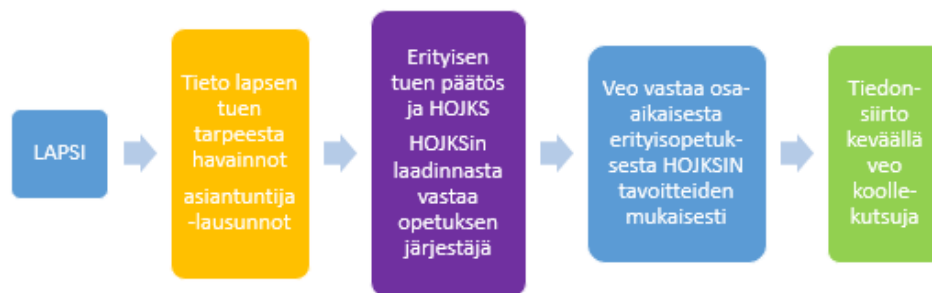 LAPSI
Tieto lapsen
tuen
tarpeesta
havainnot
asiantuntija
-lausunnot
Erityisen
tuen päätös
ja HOJKS
HOJKSin
laadinnasta
vastaa
opetuksen
järjestäjä
Veo vastaa osa-
aikaisesta
erityisopetuk-
sesta HOJKSIN
tavoitteiden
mukaisesti
Tiedon-
siirto
keväällä
veo
koolle-
kutsuja